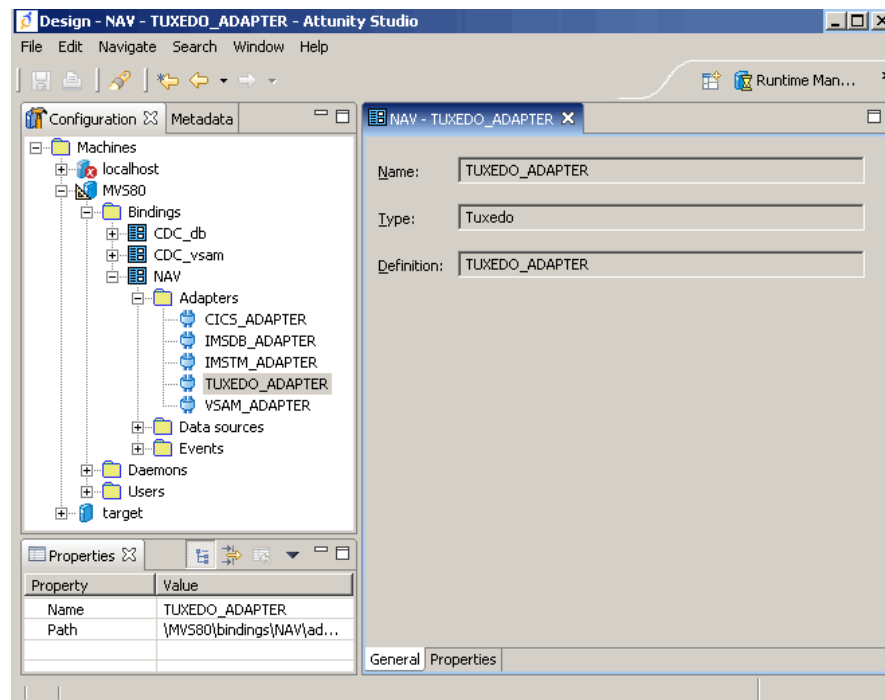 Design - NAV - TUXEDO_ADAPTER - Attunity Studio
File Edit Navigate Search Window Help
Runtime Man...
Configuration Metadata
Machines
localhost
MVS80
Bindings
CDC_db
CDC_vsam
NAV
Adapters
CICS_ADAPTER
IMSDB_ADAPTER
IMSTM_ADAPTER
TUXEDO_ADAPTER
VSAM_ADAPTER
Data sources
Events
Daemons
Users
target
NAV - TUXEDO_ADAPTER
Name: TUXEDO_ADAPTER
Type: Tuxedo
Definition: TUXEDO_ADAPTER
General Properties
Properties
Property Value
Name TUXEDO_ADAPTER
Path \MVS80\bindings\NAV\ad...